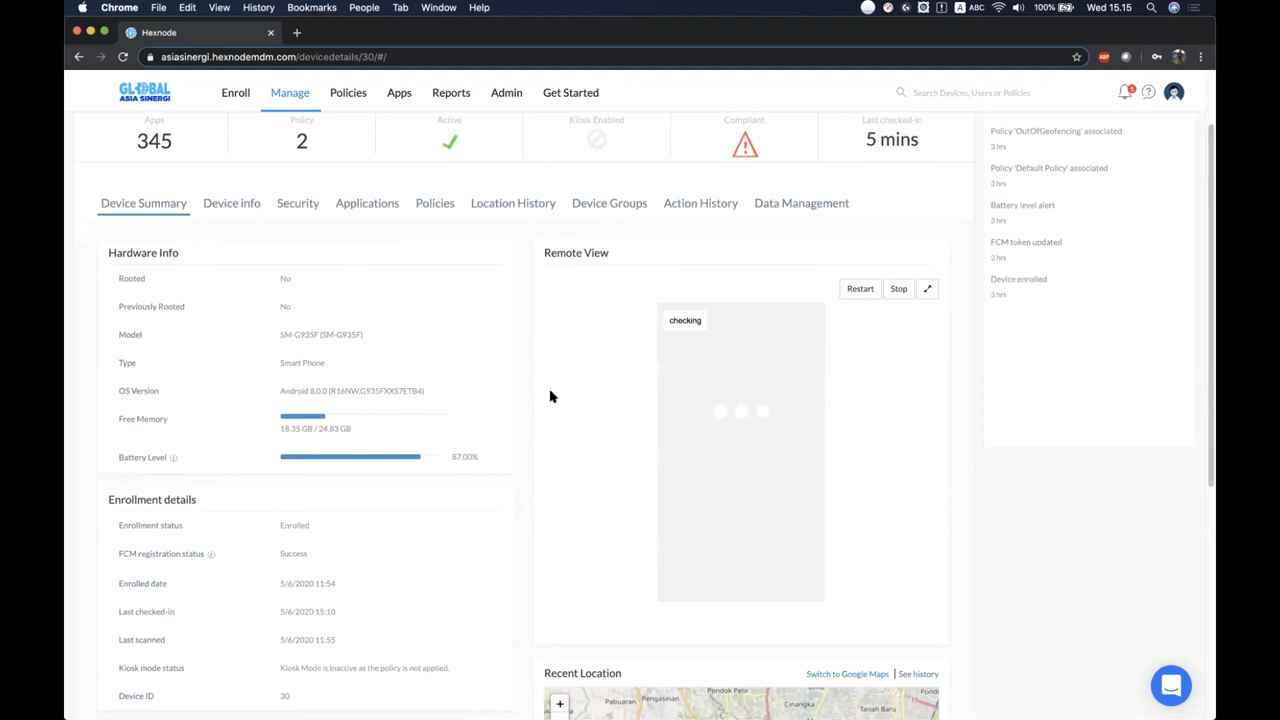 Chrome File Edit View History Bookmarks People Tab Window Help
A ABC 100% Wed 15.15
Hexnode
asiasinergi.hexnodemdm.com/devicedetails/30/#/
ABP
GLOBAL
ASIA SINERGI
Enroll Manage Policies Apps Reports Admin Get Started
Search Devices, Users or Policies
5
Apps Policy Active Kiosk Enabled Compliant Last checked-in
345 2 5 mins
Policy 'OutOfGeofencing' associated
3 hrs
Policy 'Default Policy' associated
3 hrs
Battery level alert
3 hrs
FCM token updated
3 hrs
Device enrolled
3 hrs
Device Summary Device info Security Applications Policies Location History Device Groups Action History Data Management
Hardware Info
Rooted No
Previously Rooted No
Model SM-G935F (SM-G935F)
Type Smart Phone
OS Version Android 8.0.0 (R16NW.G935FXXS7ETB4)
Free Memory
18.35 GB / 24.83 GB
Battery Level 87.00%
Enrollment details
Enrollment status Enrolled
FCM registration status Success
Enrolled date 5/6/2020 11:54
Last checked-in 5/6/2020 15:10
Last scanned 5/6/2020 11:55
Kiosk mode status Kiosk Mode is inactive as the policy is not applied.
Device ID 30
Remote View
Restart Stop
checking
Recent Location Switch to Google Maps | See history
+
Pondok Petir
Pengasinan
Pabuaran
Cinangka
Tanah Baru